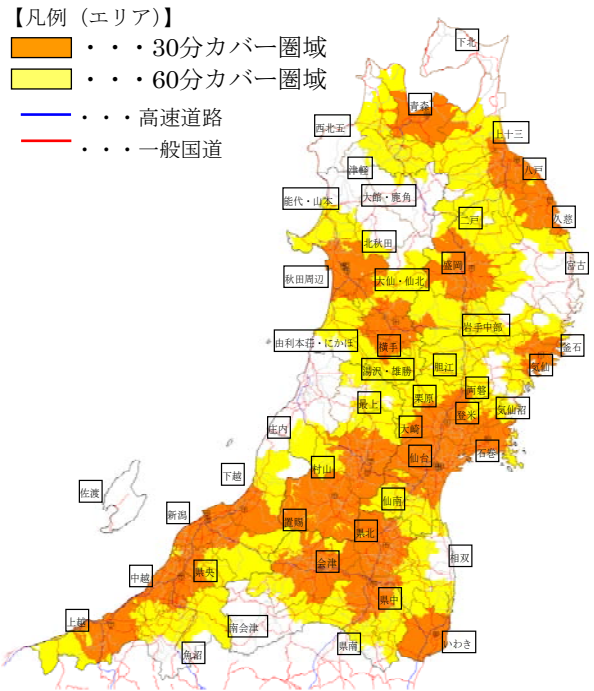 【凡例（エリア）】
・・・30分カバー圏域
・・・60分カバー圏域
・・・高速道路
・・・一般国道
下北
青森
西北五
上十三
津軽
八戸
能代・山本
大館・鹿角
二戸
久慈
北秋田
盛岡
宮古
秋田周辺
大仙・仙北
岩手中部
由利本荘・にかほ
横手
釜石
気仙
湯沢・雄勝
胆江
両磐
最上
栗原
登米
気仙沼
庄内
大崎
石巻
仙台
村山
下越
佐渡
仙南
新潟
置賜
県北
相双
会津
県央
中越
県中
上越
南会津
いわき
魚沼
県南